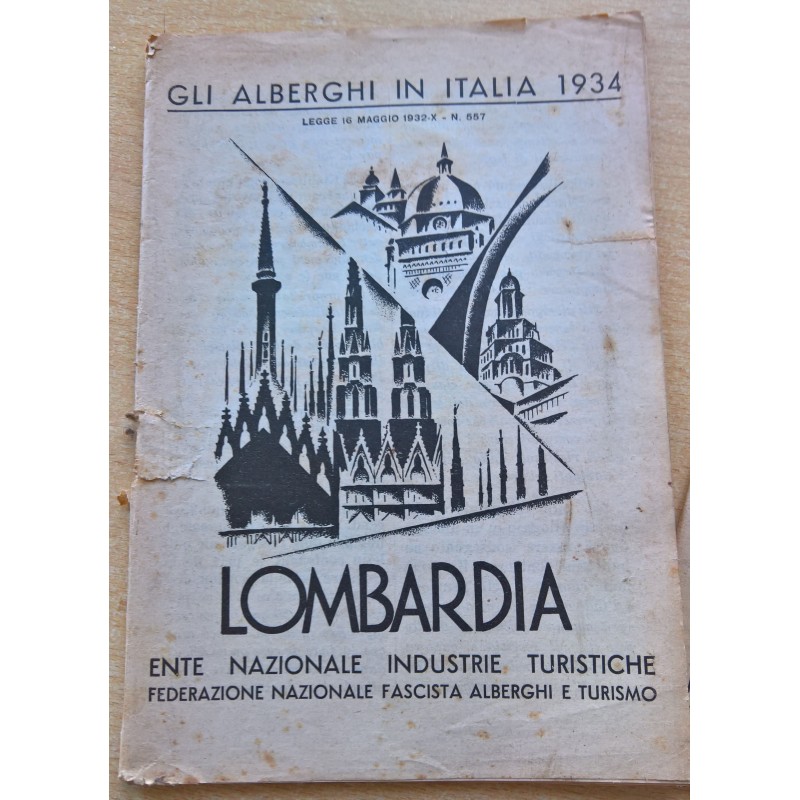 GLI ALBERGHI IN ITALIA 1934
LEGGE 16 MAGGIO 1932-X - N. 557
LOMBARDIA
ENTE NAZIONALE INDUSTRIE TURISTICHE
FEDERAZIONE NAZIONALE FASCISTA ALBERGHI E TURISMO